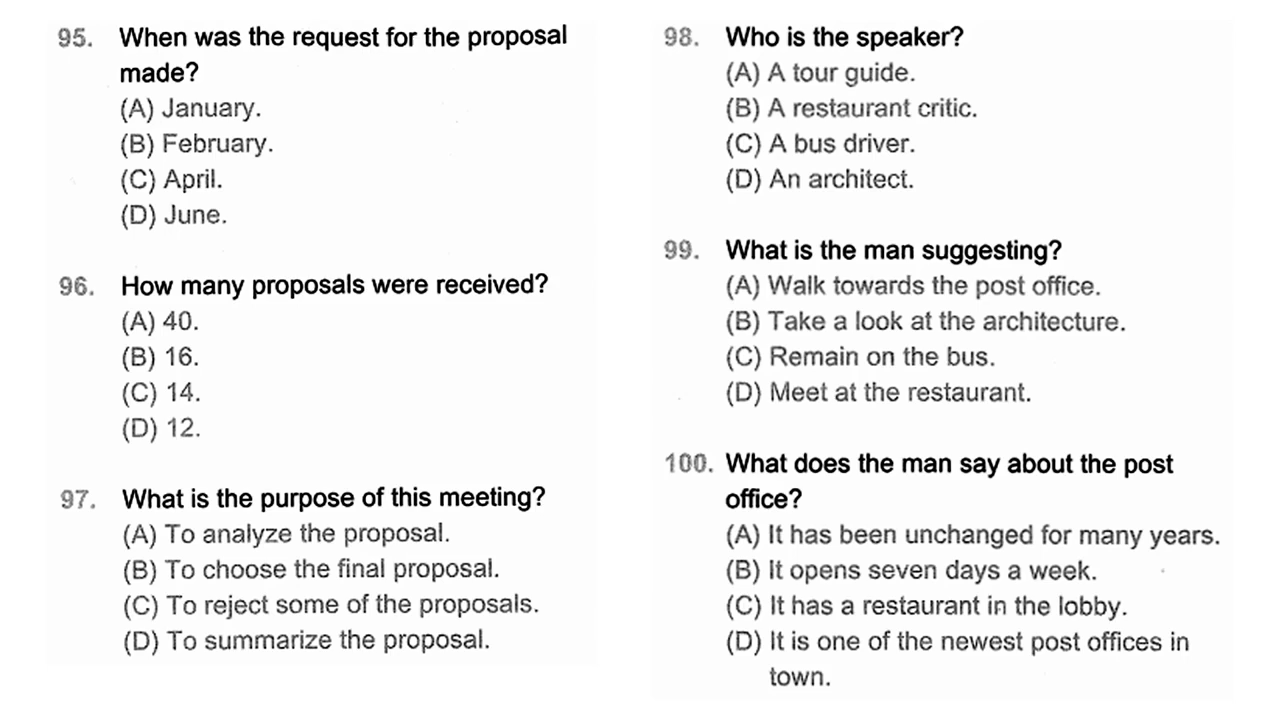 95. When was the request for the proposal
made?
(A) January.
(B) February.
(C) April.
(D) June.
96. How many proposals were received?
(A) 40.
(B) 16.
(C) 14.
(D) 12.
97. What is the purpose of this meeting?
(A) To analyze the proposal.
(B) To choose the final proposal.
(C) To reject some of the proposals.
(D) To summarize the proposal.
98. Who is the speaker?
(A) A tour guide.
(B) A restaurant critic.
(C) A bus driver.
(D) An architect.
99. What is the man suggesting?
(A) Walk towards the post office.
(B) Take a look at the architecture.
(C) Remain on the bus.
(D) Meet at the restaurant.
100. What does the man say about the post
office?
(A) It has been unchanged for many years.
(B) It opens seven days a week.
(C) It has a restaurant in the lobby.
(D) It is one of the newest post offices in
town.